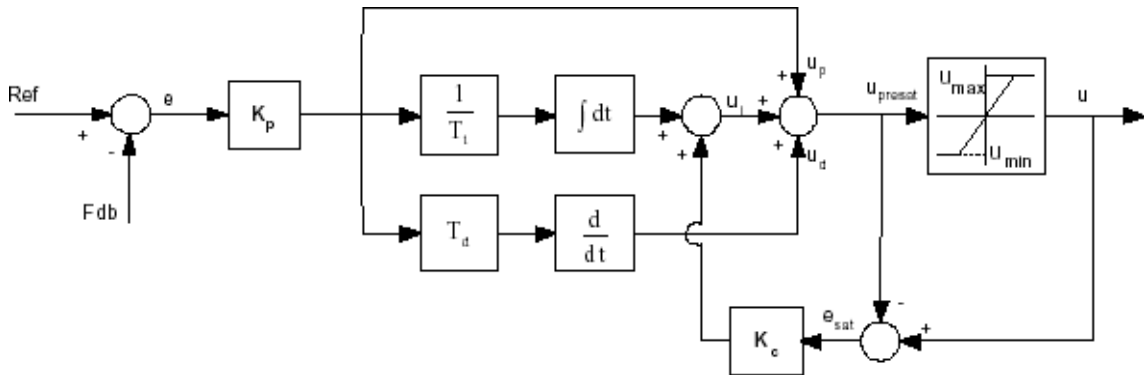 Ref
+
-
Fdb
e
Kp
1
Ti
∫ dt
Td
d
dt
+
+
ui
+
up
+
+
ud
upresat
Umax
Umin
u
-
+
esat
Kc